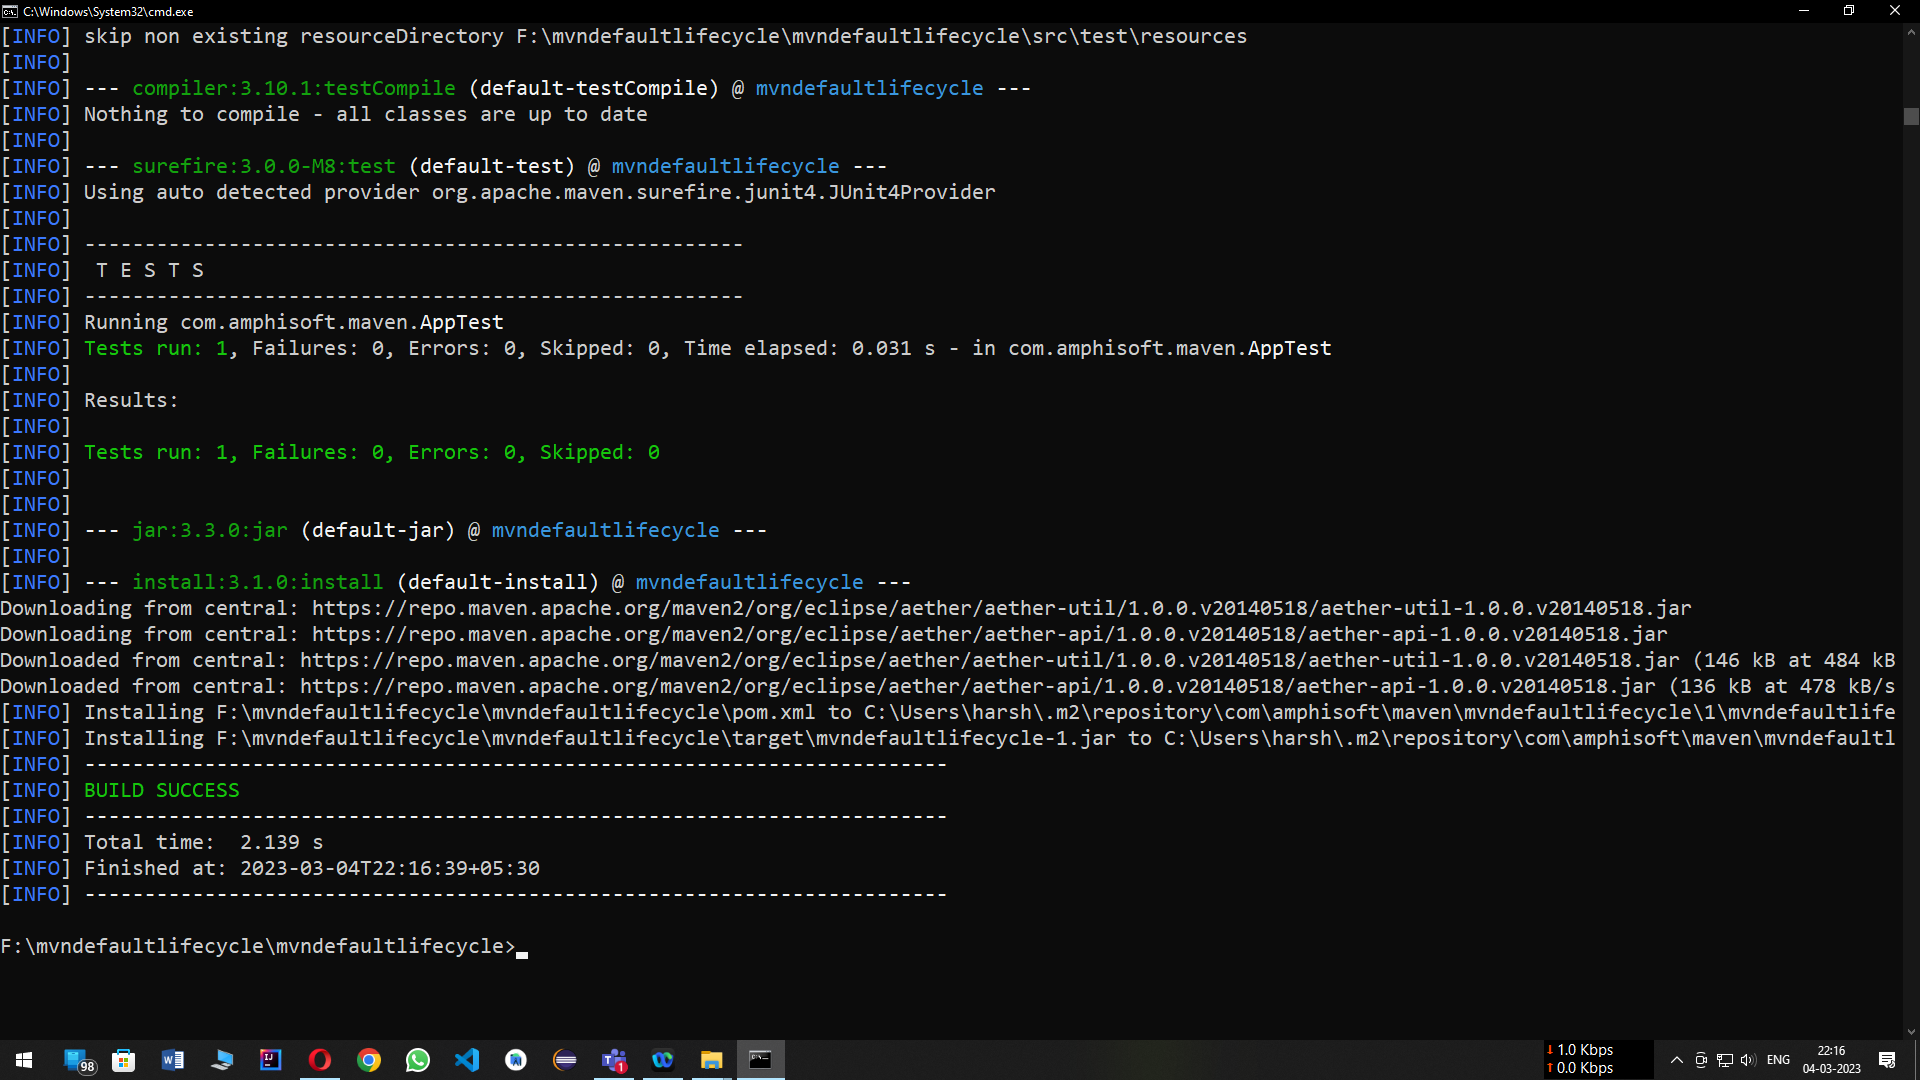 C:\Windows\System32\cmd.exe
[INFO] skip non existing resourceDirectory F:\mvndefaultlifecycle\mvndefaultlifecycle\src\test\resources
[INFO]
[INFO] --- compiler:3.10.1:testCompile (default-testCompile) @ mvndefaultlifecycle ---
[INFO] Nothing to compile - all classes are up to date
[INFO]
[INFO] --- surefire:3.0.0-M8:test (default-test) @ mvndefaultlifecycle ---
[INFO] Using auto detected provider org.apache.maven.surefire.junit4.JUnit4Provider
[INFO]
[INFO] -------------------------------------------------------
[INFO]  T E S T S
[INFO] -------------------------------------------------------
[INFO] Running com.amphisoft.maven.AppTest
[INFO] Tests run: 1, Failures: 0, Errors: 0, Skipped: 0, Time elapsed: 0.031 s - in com.amphisoft.maven.AppTest
[INFO]
[INFO] Results:
[INFO]
[INFO] Tests run: 1, Failures: 0, Errors: 0, Skipped: 0
[INFO]
[INFO]
[INFO] --- jar:3.3.0:jar (default-jar) @ mvndefaultlifecycle ---
[INFO]
[INFO] --- install:3.1.0:install (default-install) @ mvndefaultlifecycle ---
Downloading from central: https://repo.maven.apache.org/maven2/org/eclipse/aether/aether-util/1.0.0.v20140518/aether-util-1.0.0.v20140518.jar
Downloading from central: https://repo.maven.apache.org/maven2/org/eclipse/aether/aether-api/1.0.0.v20140518/aether-api-1.0.0.v20140518.jar
Downloaded from central: https://repo.maven.apache.org/maven2/org/eclipse/aether/aether-util/1.0.0.v20140518/aether-util-1.0.0.v20140518.jar (146 kB at 484 kB
Downloaded from central: https://repo.maven.apache.org/maven2/org/eclipse/aether/aether-api/1.0.0.v20140518/aether-api-1.0.0.v20140518.jar (136 kB at 478 kB/s
[INFO] Installing F:\mvndefaultlifecycle\mvndefaultlifecycle\pom.xml to C:\Users\harsh\.m2\repository\com\amphisoft\maven\mvndefaultlifecycle\1\mvndefaultlife
[INFO] Installing F:\mvndefaultlifecycle\mvndefaultlifecycle\target\mvndefaultlifecycle-1.jar to C:\Users\harsh\.m2\repository\com\amphisoft\maven\mvndefaultl
[INFO] ------------------------------------------------------------------------
[INFO] BUILD SUCCESS
[INFO] ------------------------------------------------------------------------
[INFO] Total time:  2.139 s
[INFO] Finished at: 2023-03-04T22:16:39+05:30
[INFO] ------------------------------------------------------------------------
F:\mvndefaultlifecycle\mvndefaultlifecycle>
98
1
↓ 1.0 Kbps
↑ 0.0 Kbps
ENG
22:16
04-03-2023